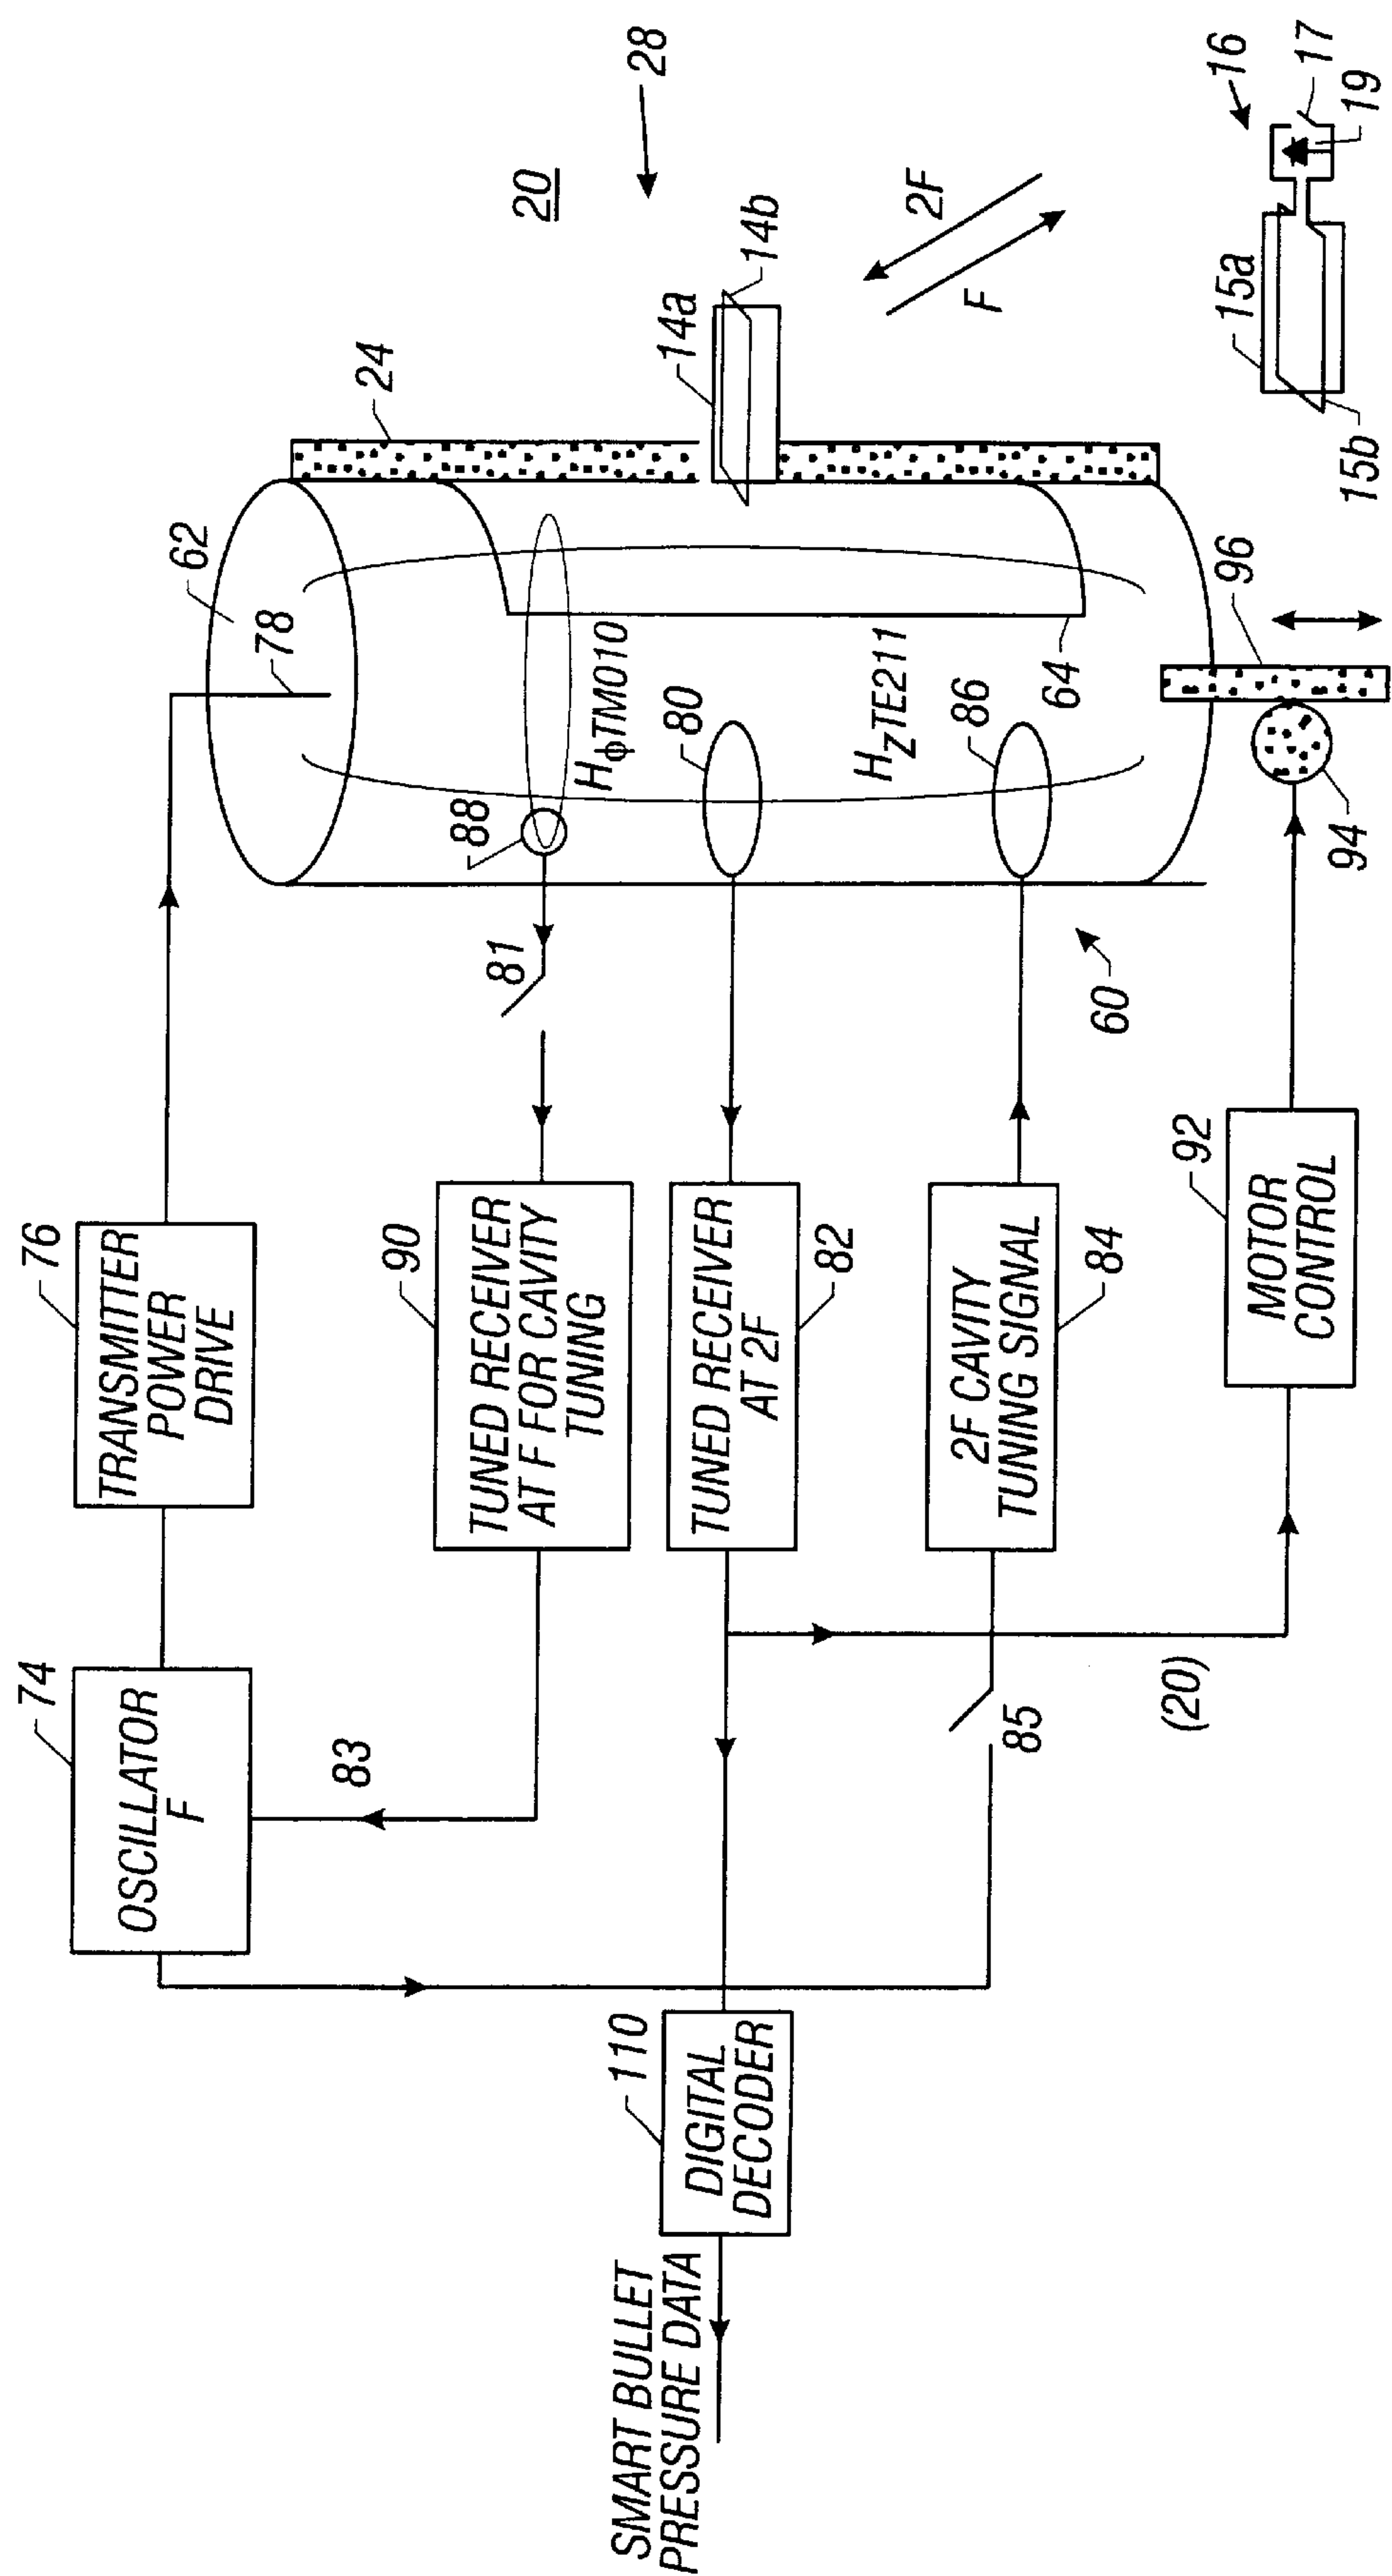 74
OSCILLATOR
F
76
TRANSMITTER
POWER
DRIVE
78
62
24
20
28
83
90
TUNED RECEIVER
AT F FOR CAVITY
TUNING
81
88
HϕTM010
14a
14b
2F
F
SMART BULLET
PRESSURE DATA
110
DIGITAL
DECODER
TUNED RECEIVER
AT 2F
82
80
HZTE211
64
85
2F CAVITY
TUNING SIGNAL
84
86
60
(20)
92
MOTOR
CONTROL
94
96
15a
15b
16
17
19